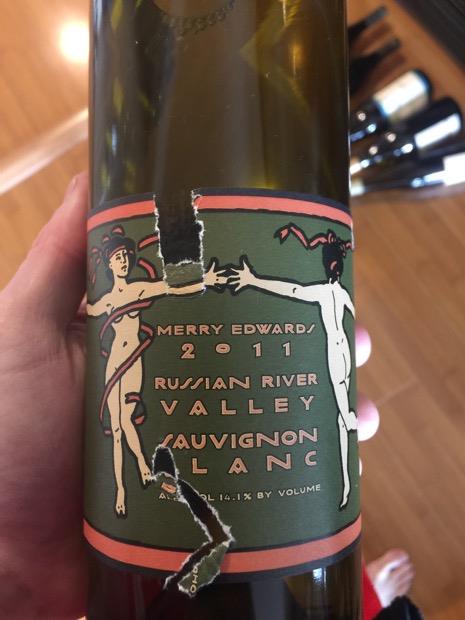 MERRY EDWARDS
2011
RUSSIAN RIVER
VALLEY
SAUVIGNON
LANC
14.1% BY VOLUME